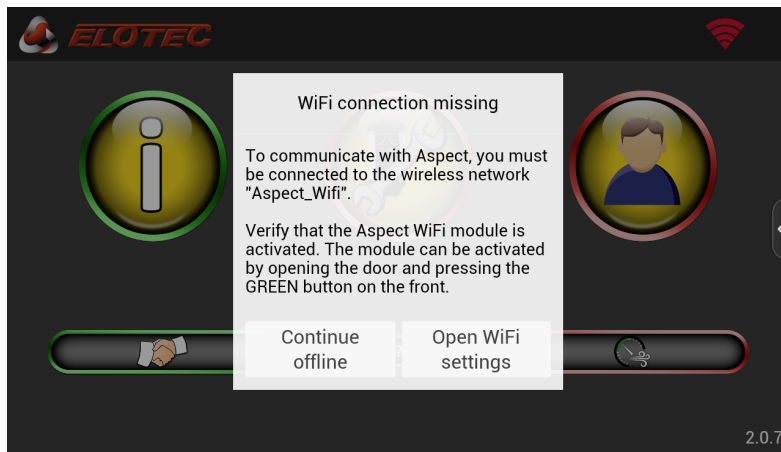 ELOTEC
WiFi connection missing
To communicate with Aspect, you must
be connected to the wireless network
"Aspect_Wifi".
Verify that the Aspect WiFi module is
activated. The module can be activated
by opening the door and pressing the
GREEN button on the front.
Continue
offline
Open WiFi
settings
2.0.7